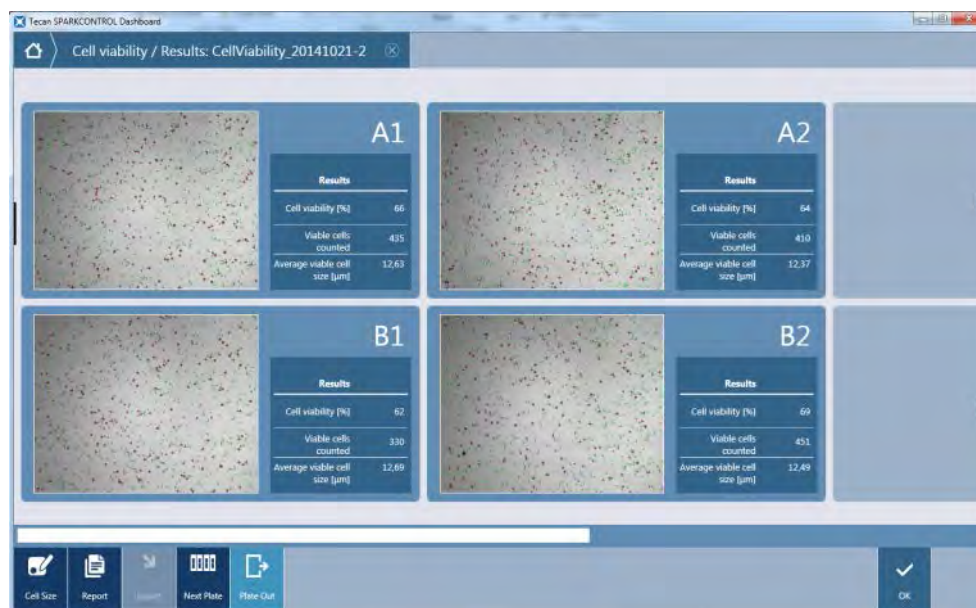 Tecan SPARKCONTROL Dashboard
Cell viability / Results: CellViability_20141021-2
A1
Results
Cell viability [%] 66
Viable cells
counted 435
Average viable cell
size [µm] 12,63
A2
Results
Cell viability [%] 64
Viable cells
counted 410
Average viable cell
size [µm] 12,37
B1
Results
Cell viability [%] 62
Viable cells
counted 330
Average viable cell
size [µm] 12,69
B2
Results
Cell viability [%] 69
Viable cells
counted 451
Average viable cell
size [µm] 12,49
Cell Size
Report
Next Plate
Plate Out
OK